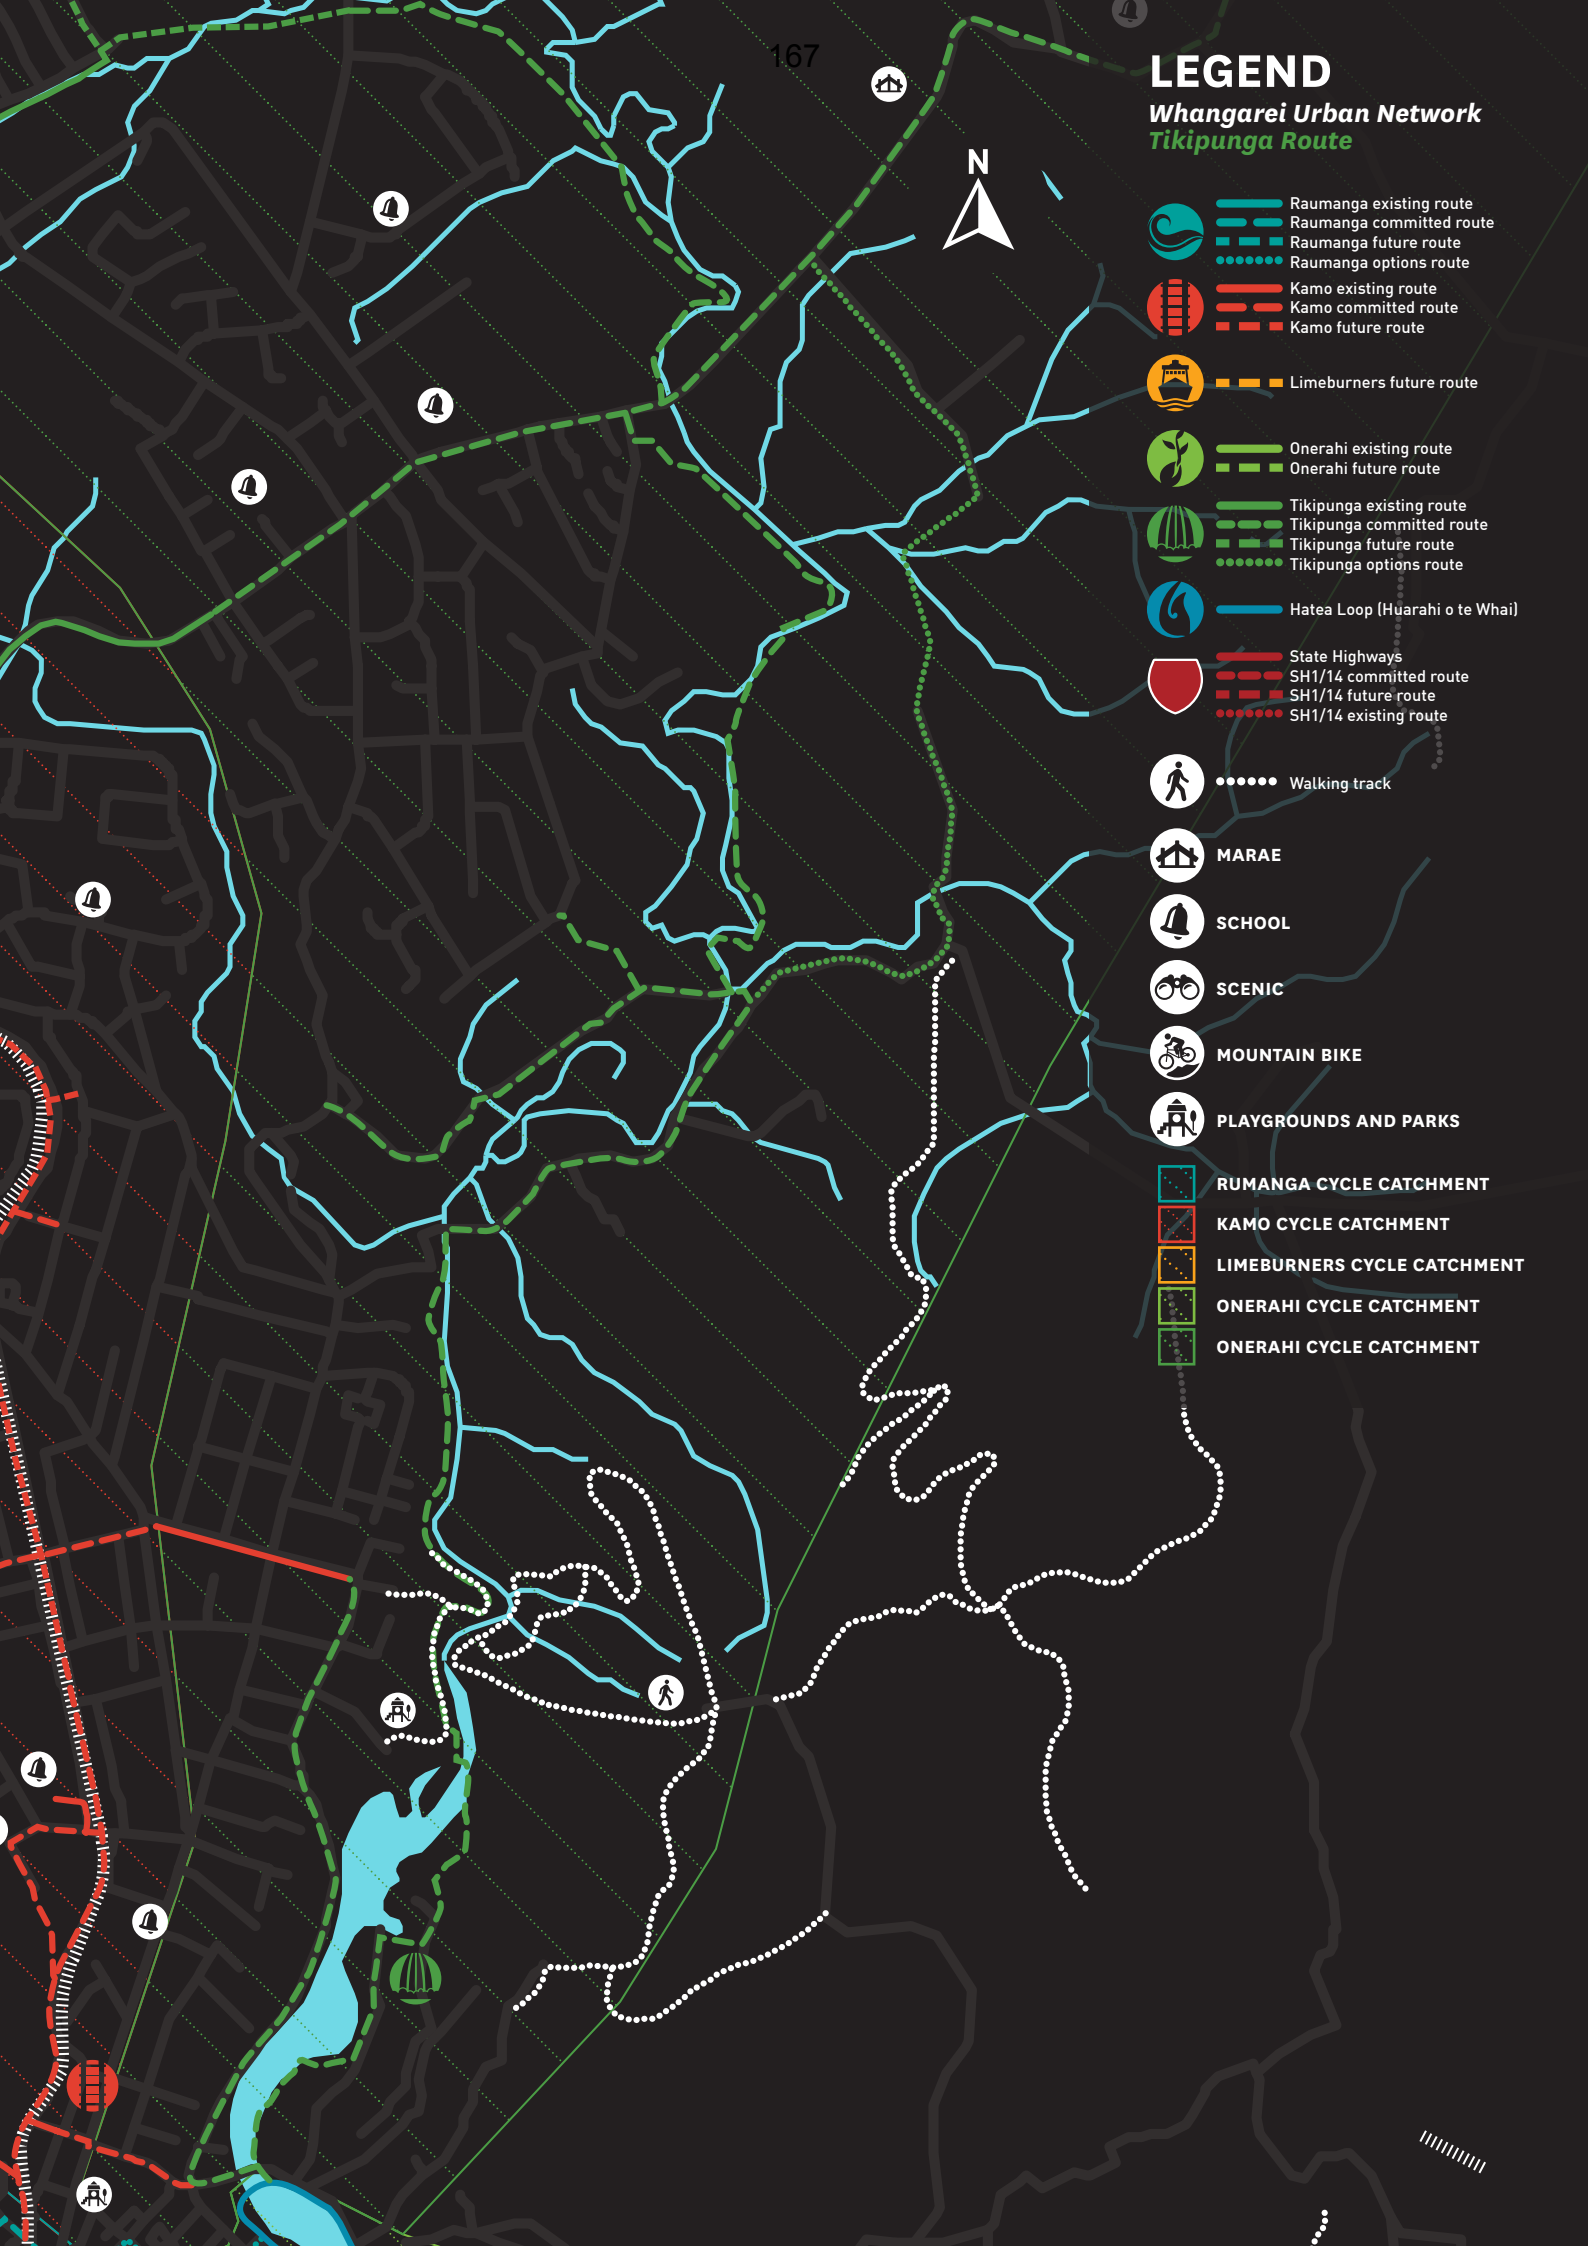 167
N
LEGEND
Whangarei Urban Network
Tikipunga Route
Raumanga existing route
Raumanga committed route
Raumanga future route
Raumanga options route
Kamo existing route
Kamo committed route
Kamo future route
Limeburners future route
Onerahi existing route
Onerahi future route
Tikipunga existing route
Tikipunga committed route
Tikipunga future route
Tikipunga options route
Hatea Loop (Huarahi o te Whai)
State Highways
SH1/14 committed route
SH1/14 future route
SH1/14 existing route
Walking track
MARAE
SCHOOL
SCENIC
MOUNTAIN BIKE
PLAYGROUNDS AND PARKS
RUMANGA CYCLE CATCHMENT
KAMO CYCLE CATCHMENT
LIMEBURNERS CYCLE CATCHMENT
ONERAHI CYCLE CATCHMENT
ONERAHI CYCLE CATCHMENT